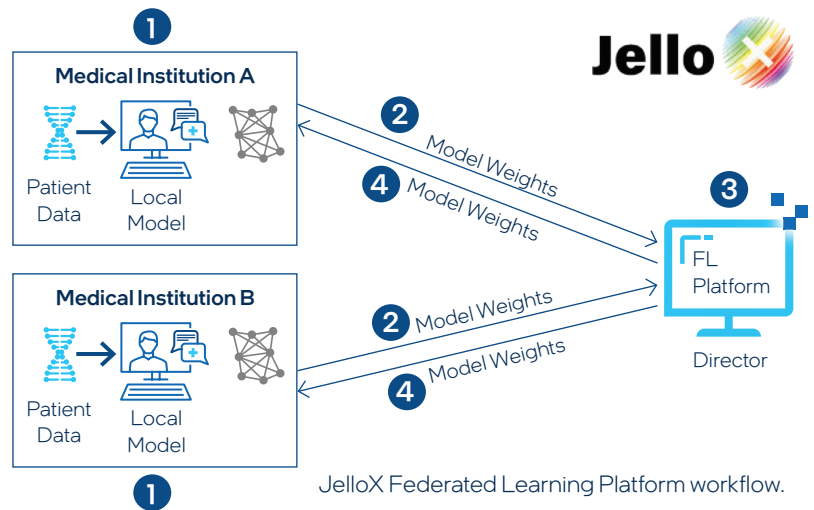 1
Medical Institution A
Patient
Data
Local
Model
2
Model Weights
4
Model Weights
Jello X
3
FL
Platform
Director
Medical Institution B
Patient
Data
Local
Model
2
Model Weights
4
Model Weights
1
JelloX Federated Learning Platform workflow.